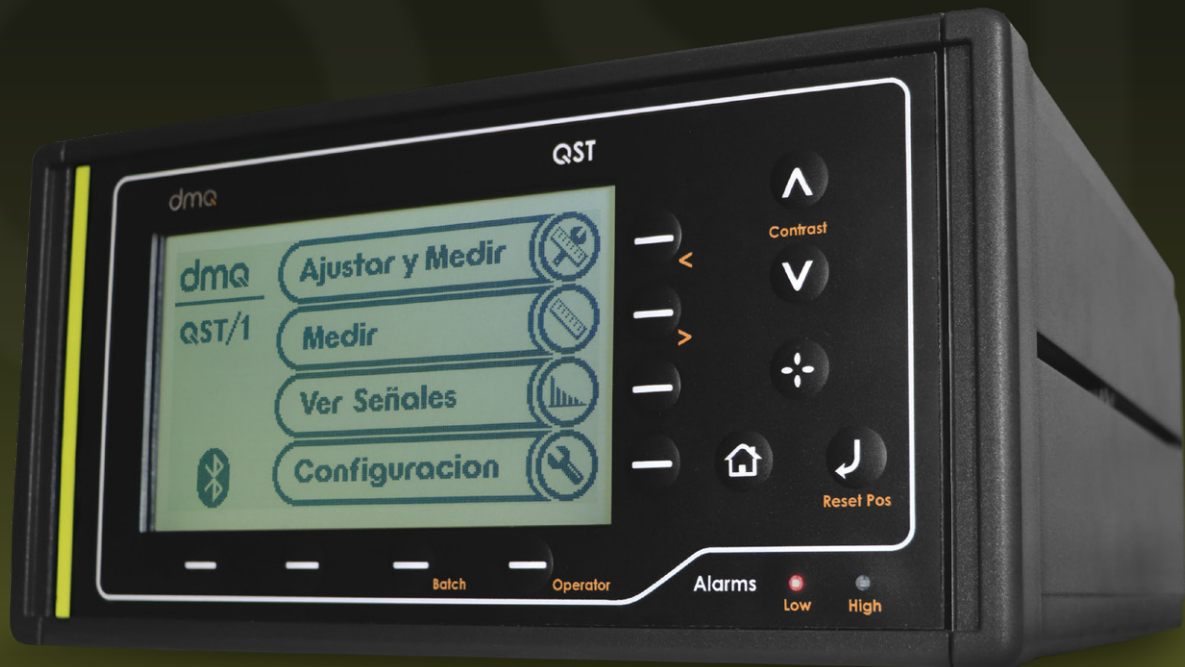 QST
dmq
dmq
QST/1
Ajustar y Medir
Medir
Ver Señales
Configuracion
<
>
Contrast
Reset Pos
Batch
Operator
Alarms
Low
High